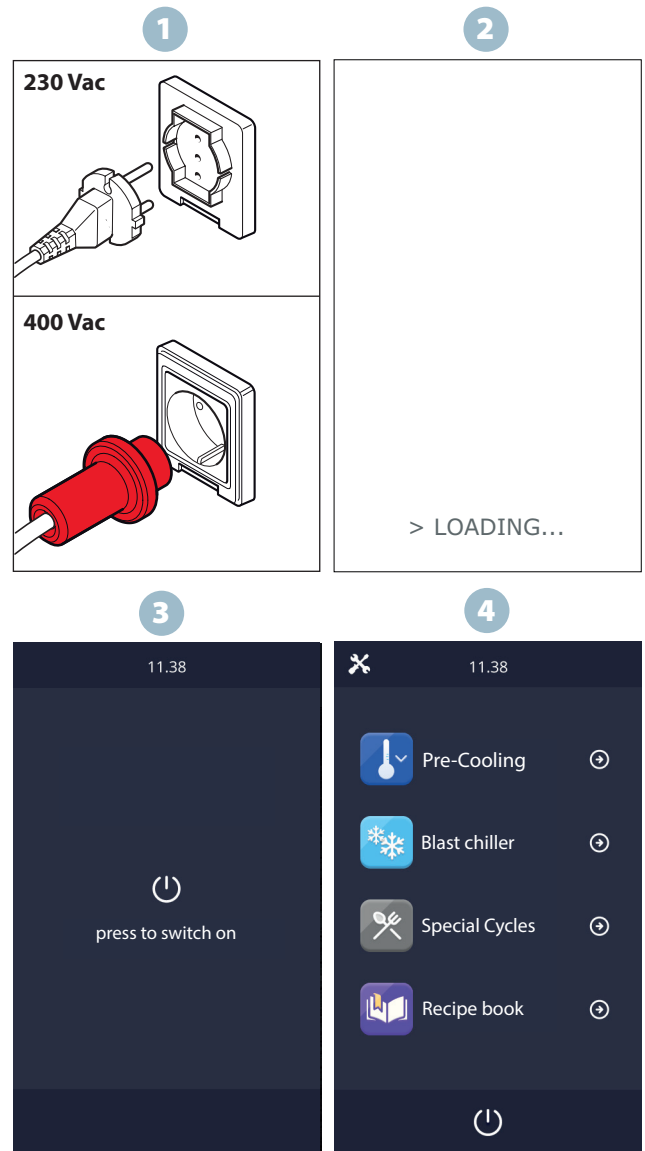 1
2
230 Vac
400 Vac
> LOADING...
3
4
11.38
press to switch on
11.38
Pre-Cooling
Blast chiller
Special Cycles
Recipe book